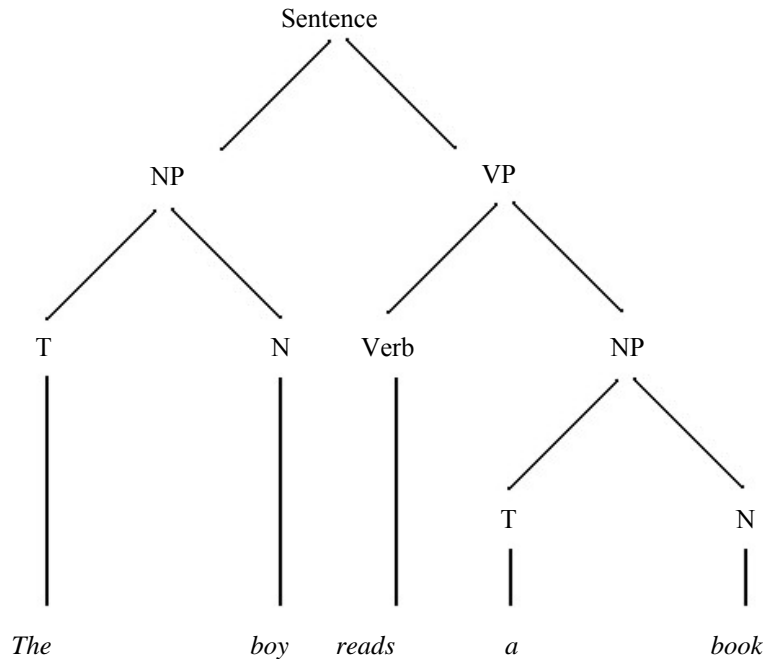 Sentence
NP VP
T N Verb NP
T N
The boy reads a book